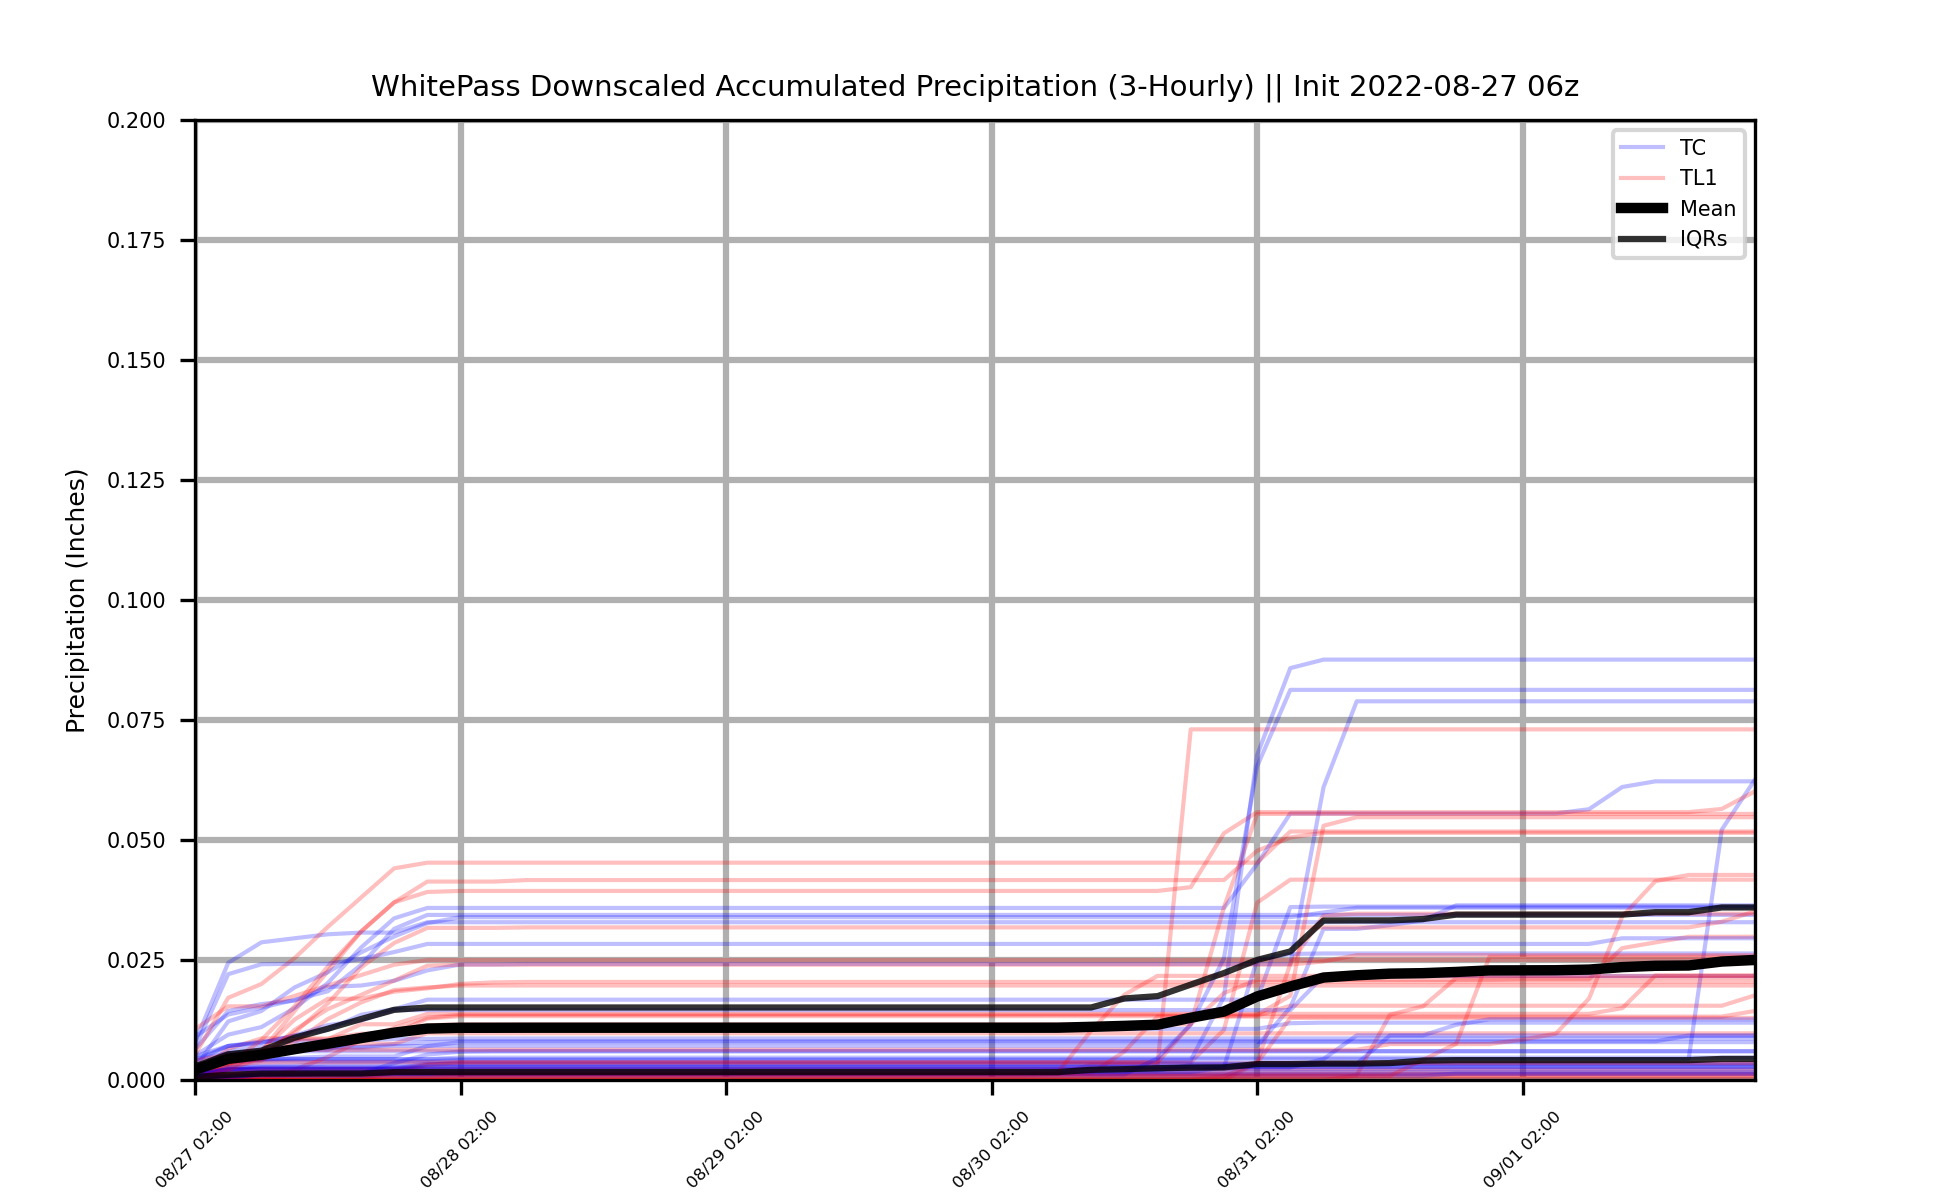 WhitePass Downscaled Accumulated Precipitation (3-Hourly) || Init 2022-08-27 06z
TC
TL1
Mean
IQRs
Precipitation (Inches)
0.200
0.175
0.150
0.125
0.100
0.075
0.050
0.025
0.000
08/27 02:00
08/28 02:00
08/29 02:00
08/30 02:00
08/31 02:00
09/01 02:00